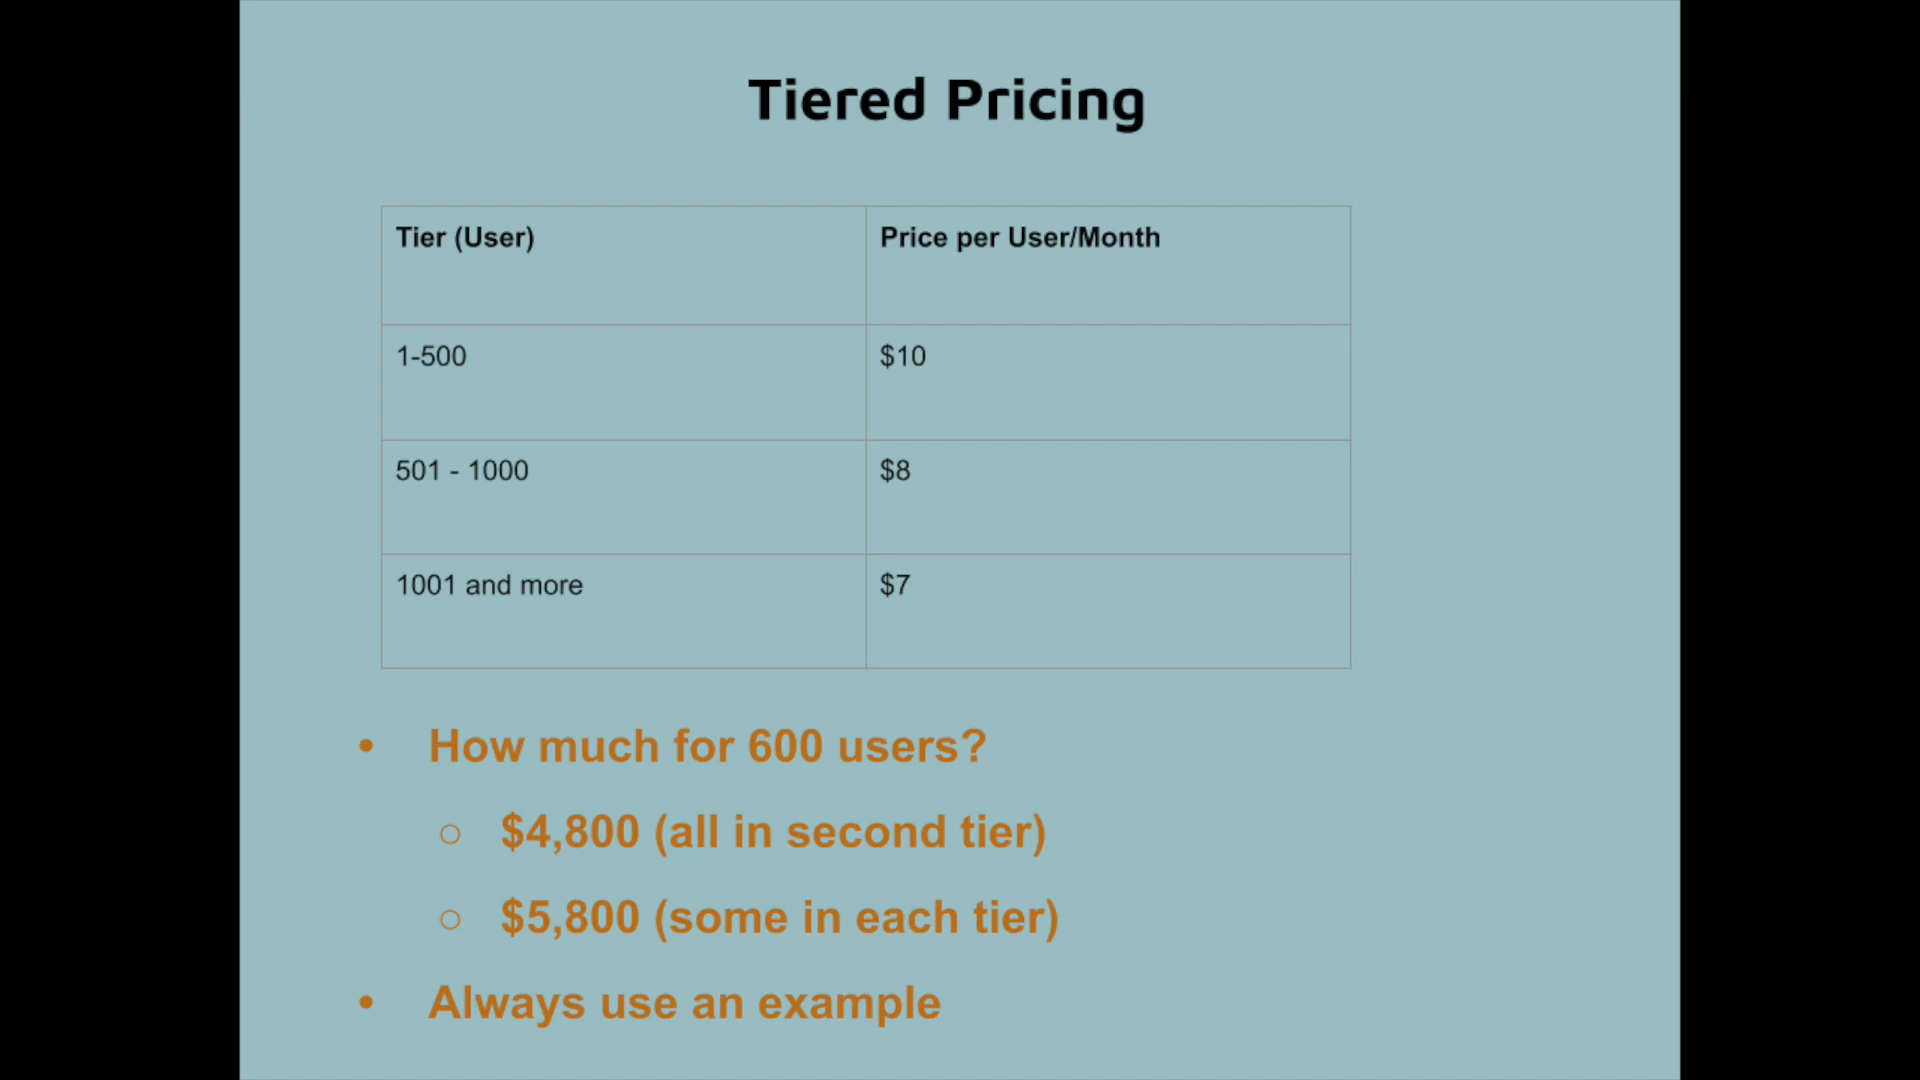 Tiered Pricing
Tier (User) Price per User/Month
1-500 $10
501 - 1000 $8
1001 and more $7
• How much for 600 users?
○ $4,800 (all in second tier)
○ $5,800 (some in each tier)
• Always use an example